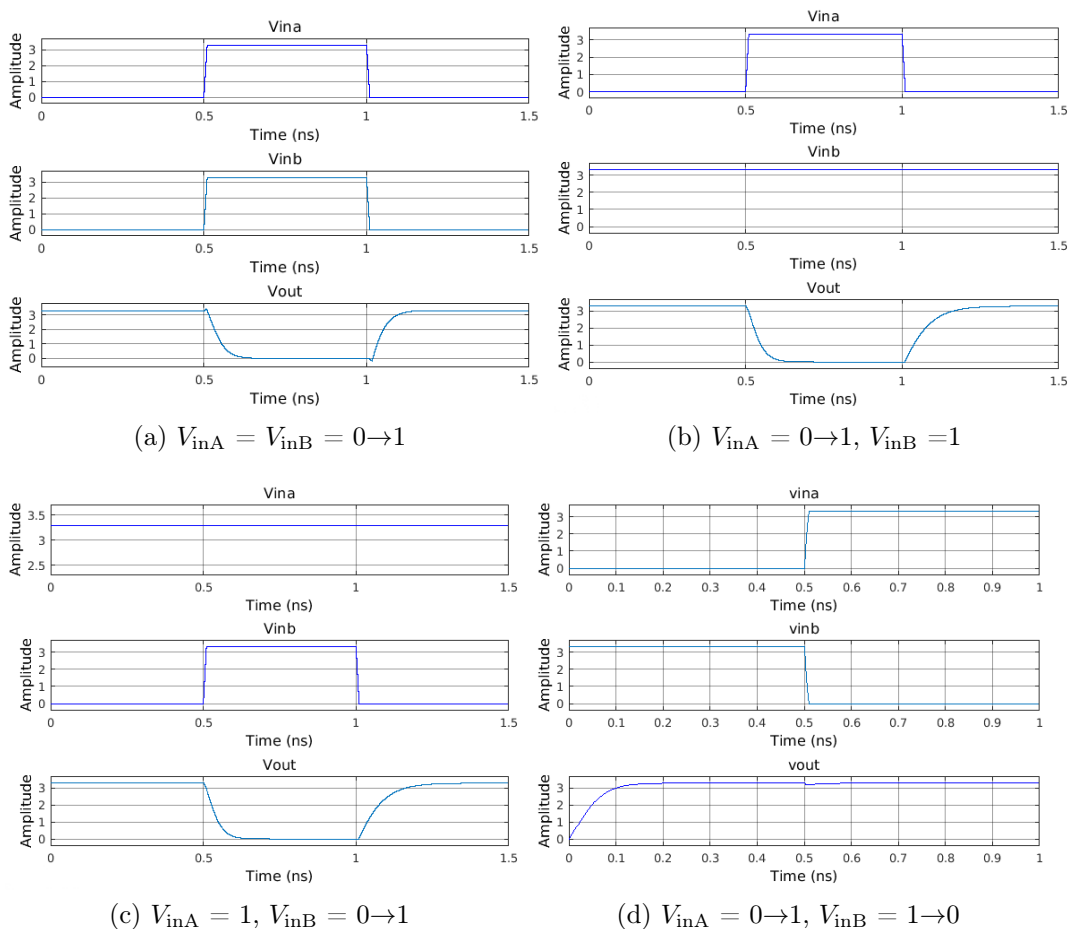 Vina
Amplitude
3
2
1
0
0
0.5
1
1.5
Time (ns)
Vinb
Amplitude
3
2
1
0
0
0.5
1
1.5
Time (ns)
Vout
Amplitude
3
2
1
0
0
0.5
1
1.5
Time (ns)
(a) V_inA = V_inB = 0→1
Vina
Amplitude
3
2
1
0
0
0.5
1
1.5
Time (ns)
Vinb
Amplitude
3
2
1
0
0
0.5
1
1.5
Time (ns)
Vout
Amplitude
3
2
1
0
0
0.5
1
1.5
Time (ns)
(b) V_inA = 0→1, V_inB =1
Vina
Amplitude
3.5
3
2.5
0
0.5
1
1.5
Time (ns)
Vinb
Amplitude
3
2
1
0
0
0.5
1
1.5
Time (ns)
Vout
Amplitude
3
2
1
0
0
0.5
1
1.5
Time (ns)
(c) V_inA = 1, V_inB = 0→1
vina
Amplitude
3
2
1
0
0 0.1 0.2 0.3 0.4 0.5 0.6 0.7 0.8 0.9 1
Time (ns)
vinb
Amplitude
3
2
1
0
0 0.1 0.2 0.3 0.4 0.5 0.6 0.7 0.8 0.9 1
Time (ns)
vout
Amplitude
3
2
1
0
0 0.1 0.2 0.3 0.4 0.5 0.6 0.7 0.8 0.9 1
Time (ns)
(d) V_inA = 0→1, V_inB = 1→0